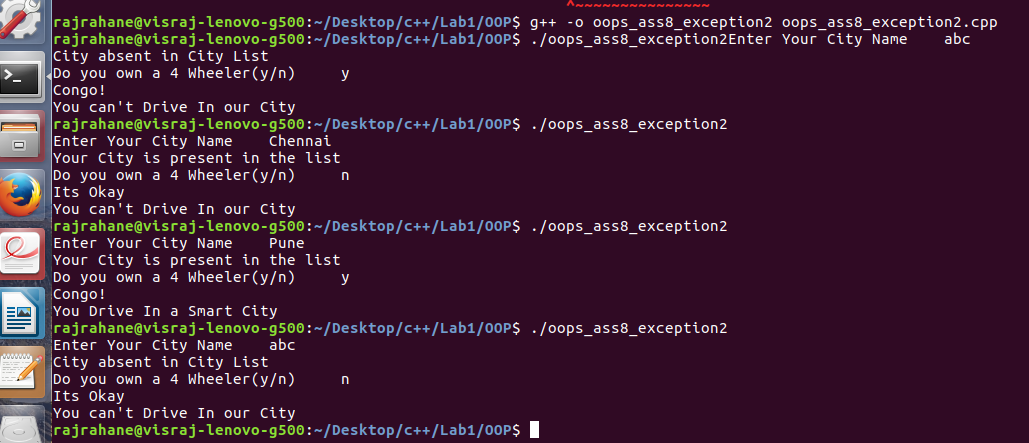 ^~~~~~~~~~~~~~~~
rajrahane@visraj-lenovo-g500:~/Desktop/c++/Lab1/OOP$ g++ -o oops_ass8_exception2 oops_ass8_exception2.cpp
rajrahane@visraj-lenovo-g500:~/Desktop/c++/Lab1/OOP$ ./oops_ass8_exception2Enter Your City Name    abc
City absent in City List
Do you own a 4 Wheeler(y/n)     y
Congo!
You can't Drive In our City
rajrahane@visraj-lenovo-g500:~/Desktop/c++/Lab1/OOP$ ./oops_ass8_exception2
Enter Your City Name    Chennai
Your City is present in the list
Do you own a 4 Wheeler(y/n)     n
Its Okay
You can't Drive In our City
rajrahane@visraj-lenovo-g500:~/Desktop/c++/Lab1/OOP$ ./oops_ass8_exception2
Enter Your City Name    Pune
Your City is present in the list
Do you own a 4 Wheeler(y/n)     y
Congo!
You Drive In a Smart City
rajrahane@visraj-lenovo-g500:~/Desktop/c++/Lab1/OOP$ ./oops_ass8_exception2
Enter Your City Name    abc
City absent in City List
Do you own a 4 Wheeler(y/n)     n
Its Okay
You can't Drive In our City
rajrahane@visraj-lenovo-g500:~/Desktop/c++/Lab1/OOP$